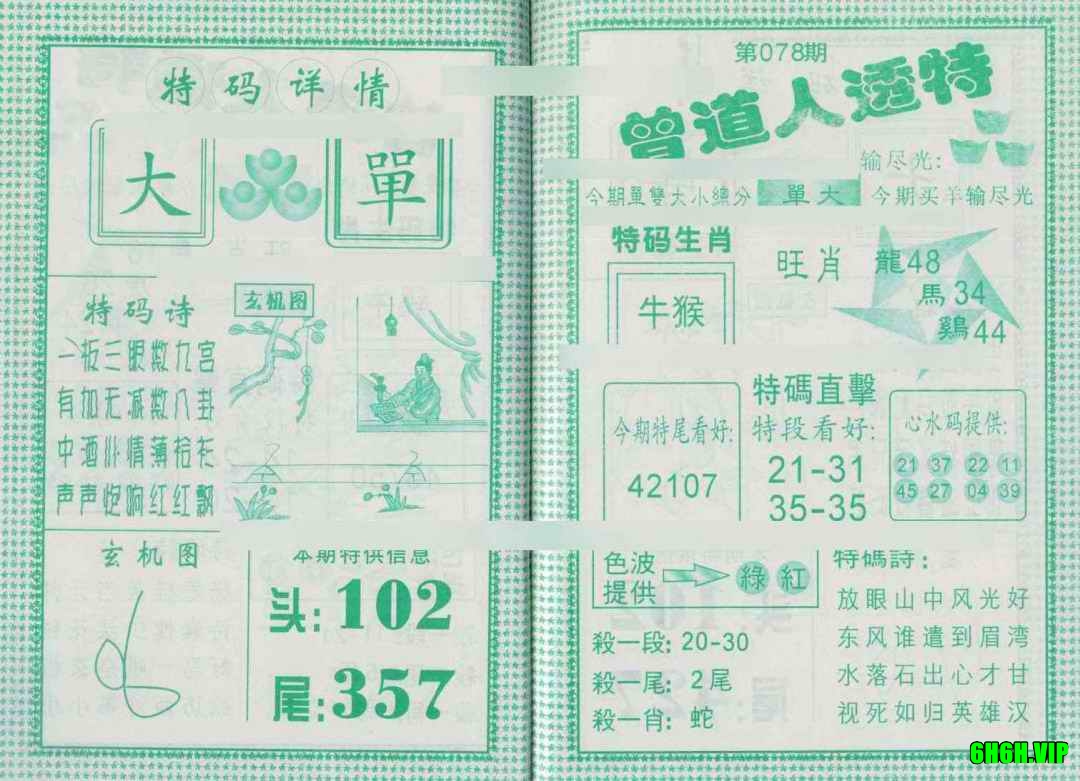 特码详情
大
單
特码诗
一板三眼数九宫
有加无减数八卦
中酒
情薄
声声炮响红红飘
玄机图
玄机图
本期特供信息
头:102
尾:357
第078期
曾道人透特
输尽光:
今期單雙大小總分 單大 今期买羊输尽光
特码生肖
牛猴
旺肖
龍48
馬34
鷄44
今期特尾看好:
42107
特碼直擊
特段看好:
21-31
35-35
心水码提供:
21 37 22 11
45 27 04 39
色波
提供
綠 紅
殺一段: 20-30
殺一尾: 2尾
殺一肖: 蛇
特碼詩:
放眼山中风光好
东风谁遣到眉湾
水落石出心才甘
视死如归英雄汉
6H6H.VIP